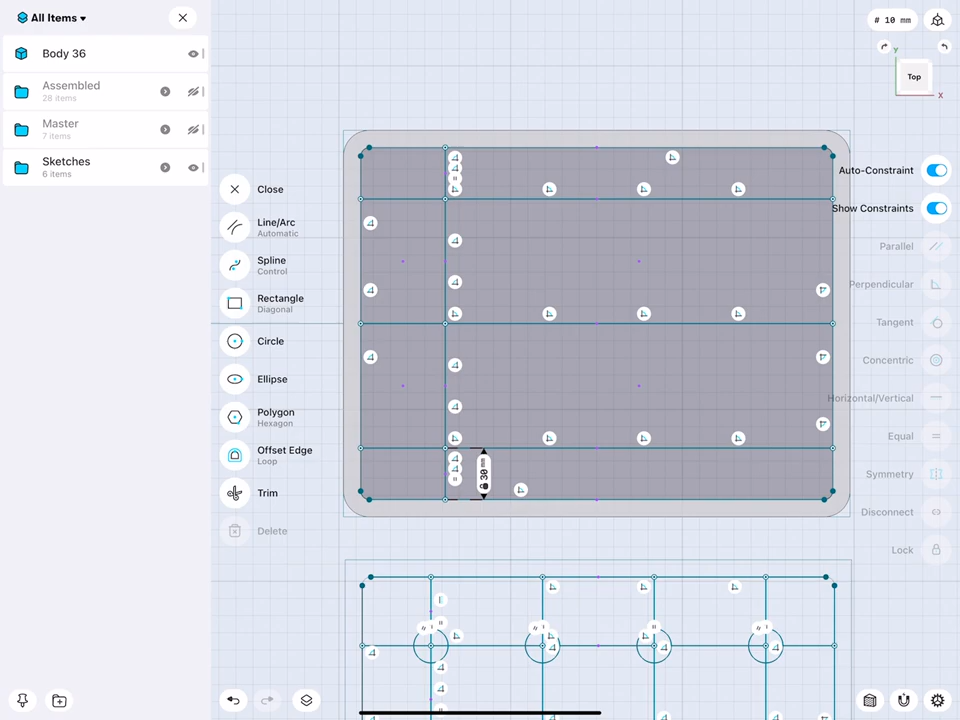 All Items
# 10 mm
Body 36
Top
y
x
Assembled
28 items
Master
7 items
Sketches
6 items
Close
Line/Arc
Automatic
Spline
Control
Rectangle
Diagonal
Circle
Ellipse
Polygon
Hexagon
Offset Edge
Loop
Trim
Delete
Auto-Constraint
Show Constraints
Parallel
Perpendicular
Tangent
Concentric
Horizontal/Vertical
Equal
Symmetry
Disconnect
Lock
30 mm